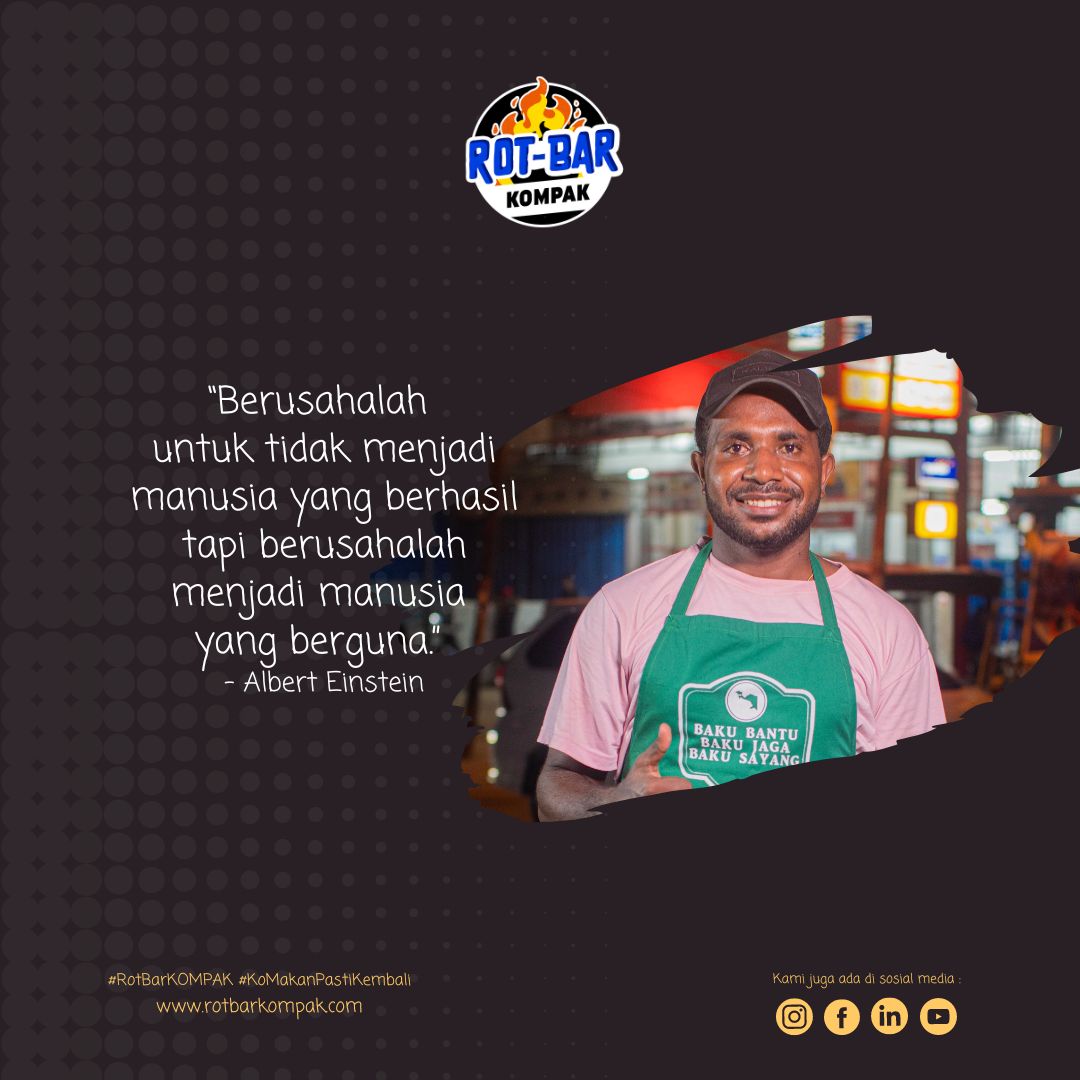 ROT-BAR
KOMPAK
"Berusahalah
untuk tidak menjadi
manusia yang berhasil
tapi berusahalah
menjadi manusia
yang berguna."
- Albert Einstein
BAKU BANTU
BAKU JAGA
BAKU SAYANG
#RotBarKOMPAK #KoMakanPastiKembali
www.rotbarkompak.com
Kami juga ada di sosial media :